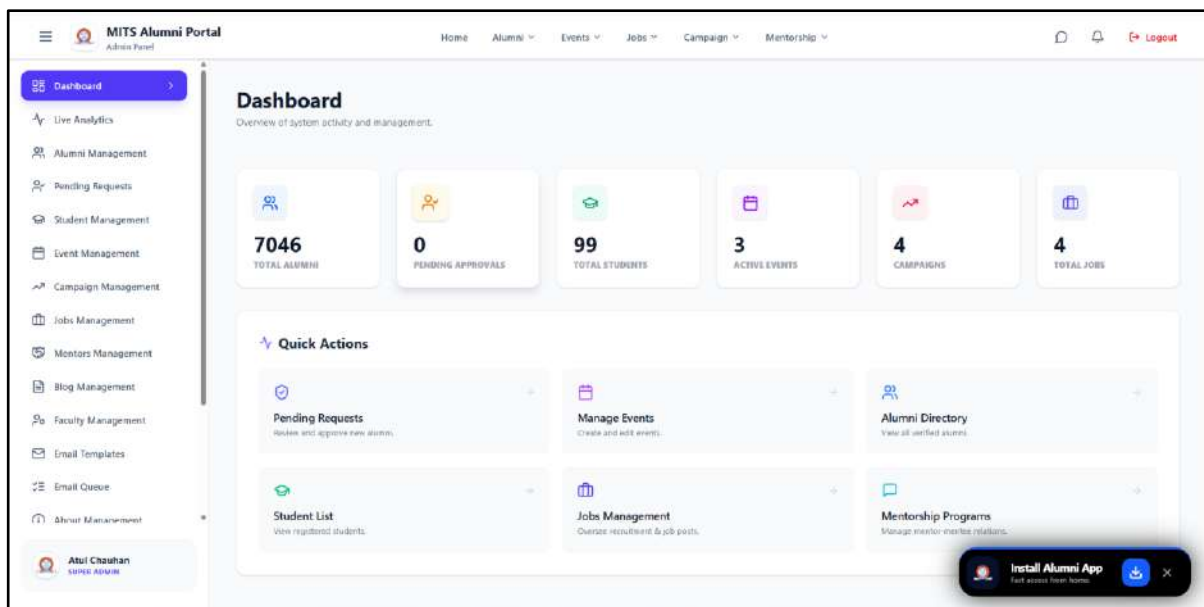 MITS Alumni Portal
Admin Panel
Home Alumni Events Jobs Campaign Mentorship
Logout
Dashboard
Live Analytics
Alumni Management
Pending Requests
Student Management
Event Management
Campaign Management
Jobs Management
Mentors Management
Blog Management
Faculty Management
Email Templates
Email Queue
About Management
Atul Chauhan
SUPER ADMIN
Dashboard
Overview of system activity and management.
7046
TOTAL ALUMNI
0
PENDING APPROVALS
99
TOTAL STUDENTS
3
ACTIVE EVENTS
4
CAMPAIGNS
4
TOTAL JOBS
Quick Actions
Pending Requests
Review and approve new alumni.
Manage Events
Create and edit events.
Alumni Directory
View all verified alumni.
Student List
View registered students.
Jobs Management
Oversee recruitment & job posts.
Mentorship Programs
Manage mentor-mentee relations.
Install Alumni App
Fast access from home.